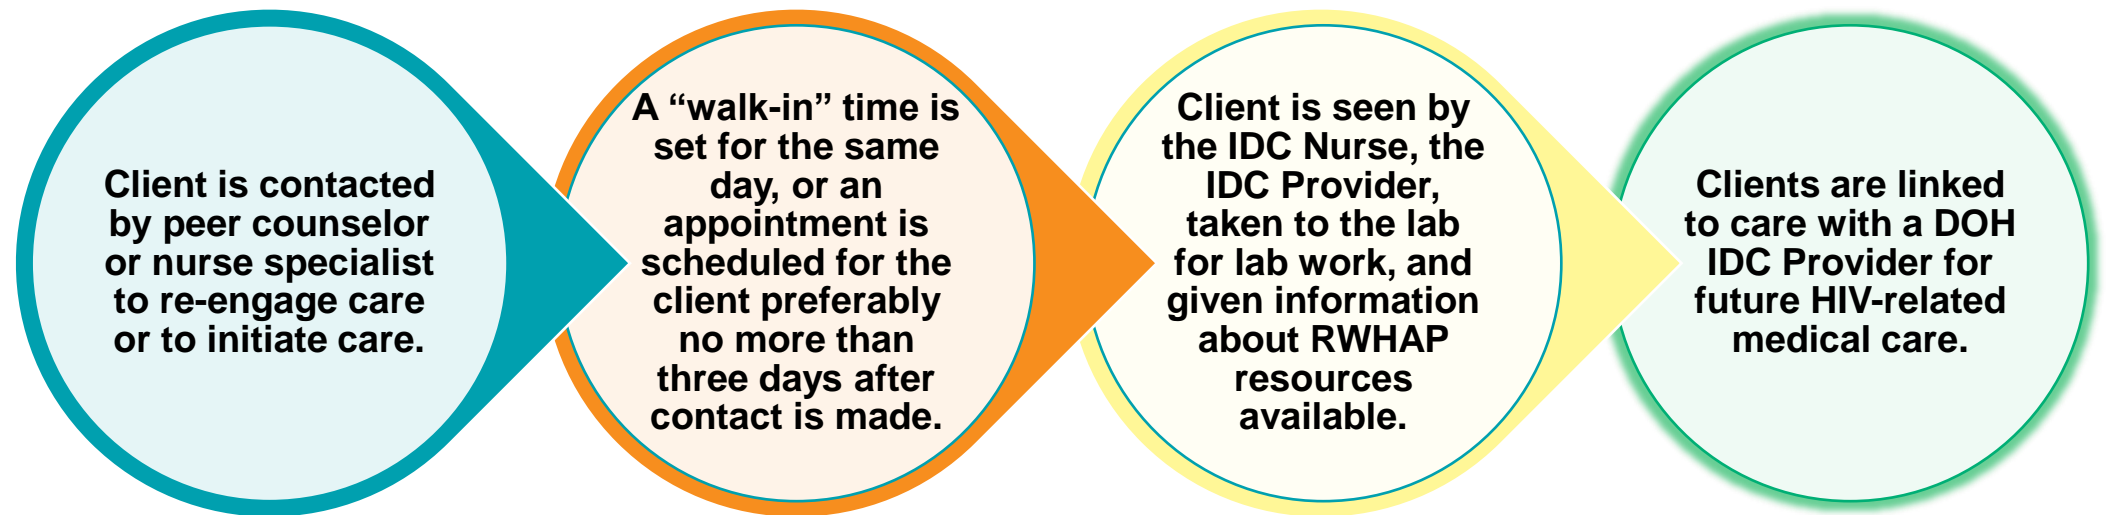 Client is contacted
by peer counselor
or nurse specialist
to re-engage care
or to initiate care.
A “walk-in” time is
set for the same
day, or an
appointment is
scheduled for the
client preferably
no more than
three days after
contact is made.
Client is seen by
the IDC Nurse, the
IDC Provider,
taken to the lab
for lab work, and
given information
about RWHAP
resources
available.
Clients are linked
to care with a DOH
IDC Provider for
future HIV-related
medical care.